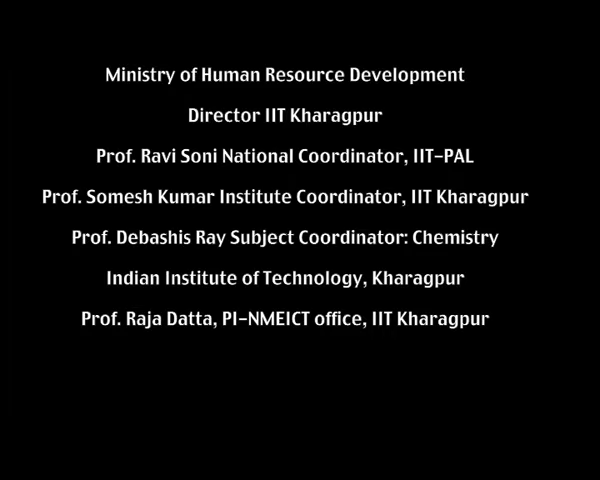 Ministry of Human Resource Development
Director IIT Kharagpur
Prof. Ravi Soni National Coordinator, IIT-PAL
Prof. Somesh Kumar Institute Coordinator, IIT Kharagpur
Prof. Debashis Ray Subject Coordinator: Chemistry
Indian Institute of Technology, Kharagpur
Prof. Raja Datta, PI-NMEICT office, IIT Kharagpur